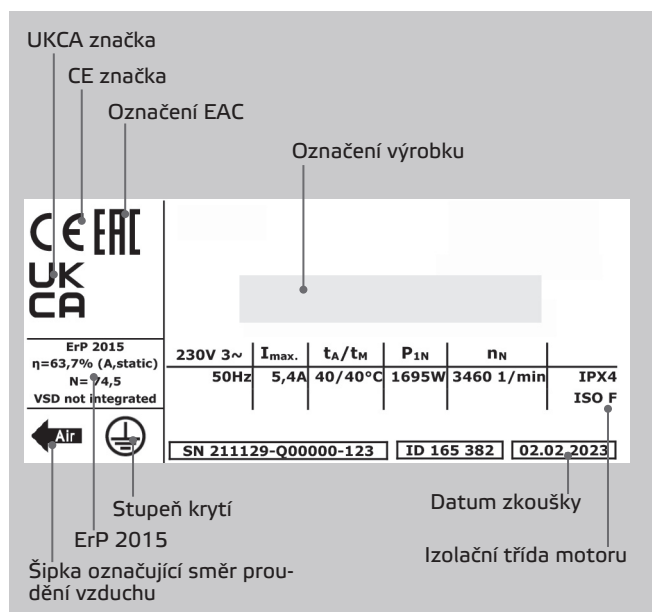 UKCA značka
CE značka
Označení EAC
Označení výrobku
CE EAC
UK
CA
ErP 2015
η=63,7% (A,static)
N= 74,5
VSD not integrated
230V 3~ Imax. tA/tM P1N nN
50Hz 5,4A 40/40°C 1695W 3460 1/min IPX4
ISO F
Air
SN 211129-Q00000-123 ID 165 382 02.02.2023
Stupeň krytí
Datum zkoušky
ErP 2015
Izolační třída motoru
Šipka označující směr prou-
dění vzduchu